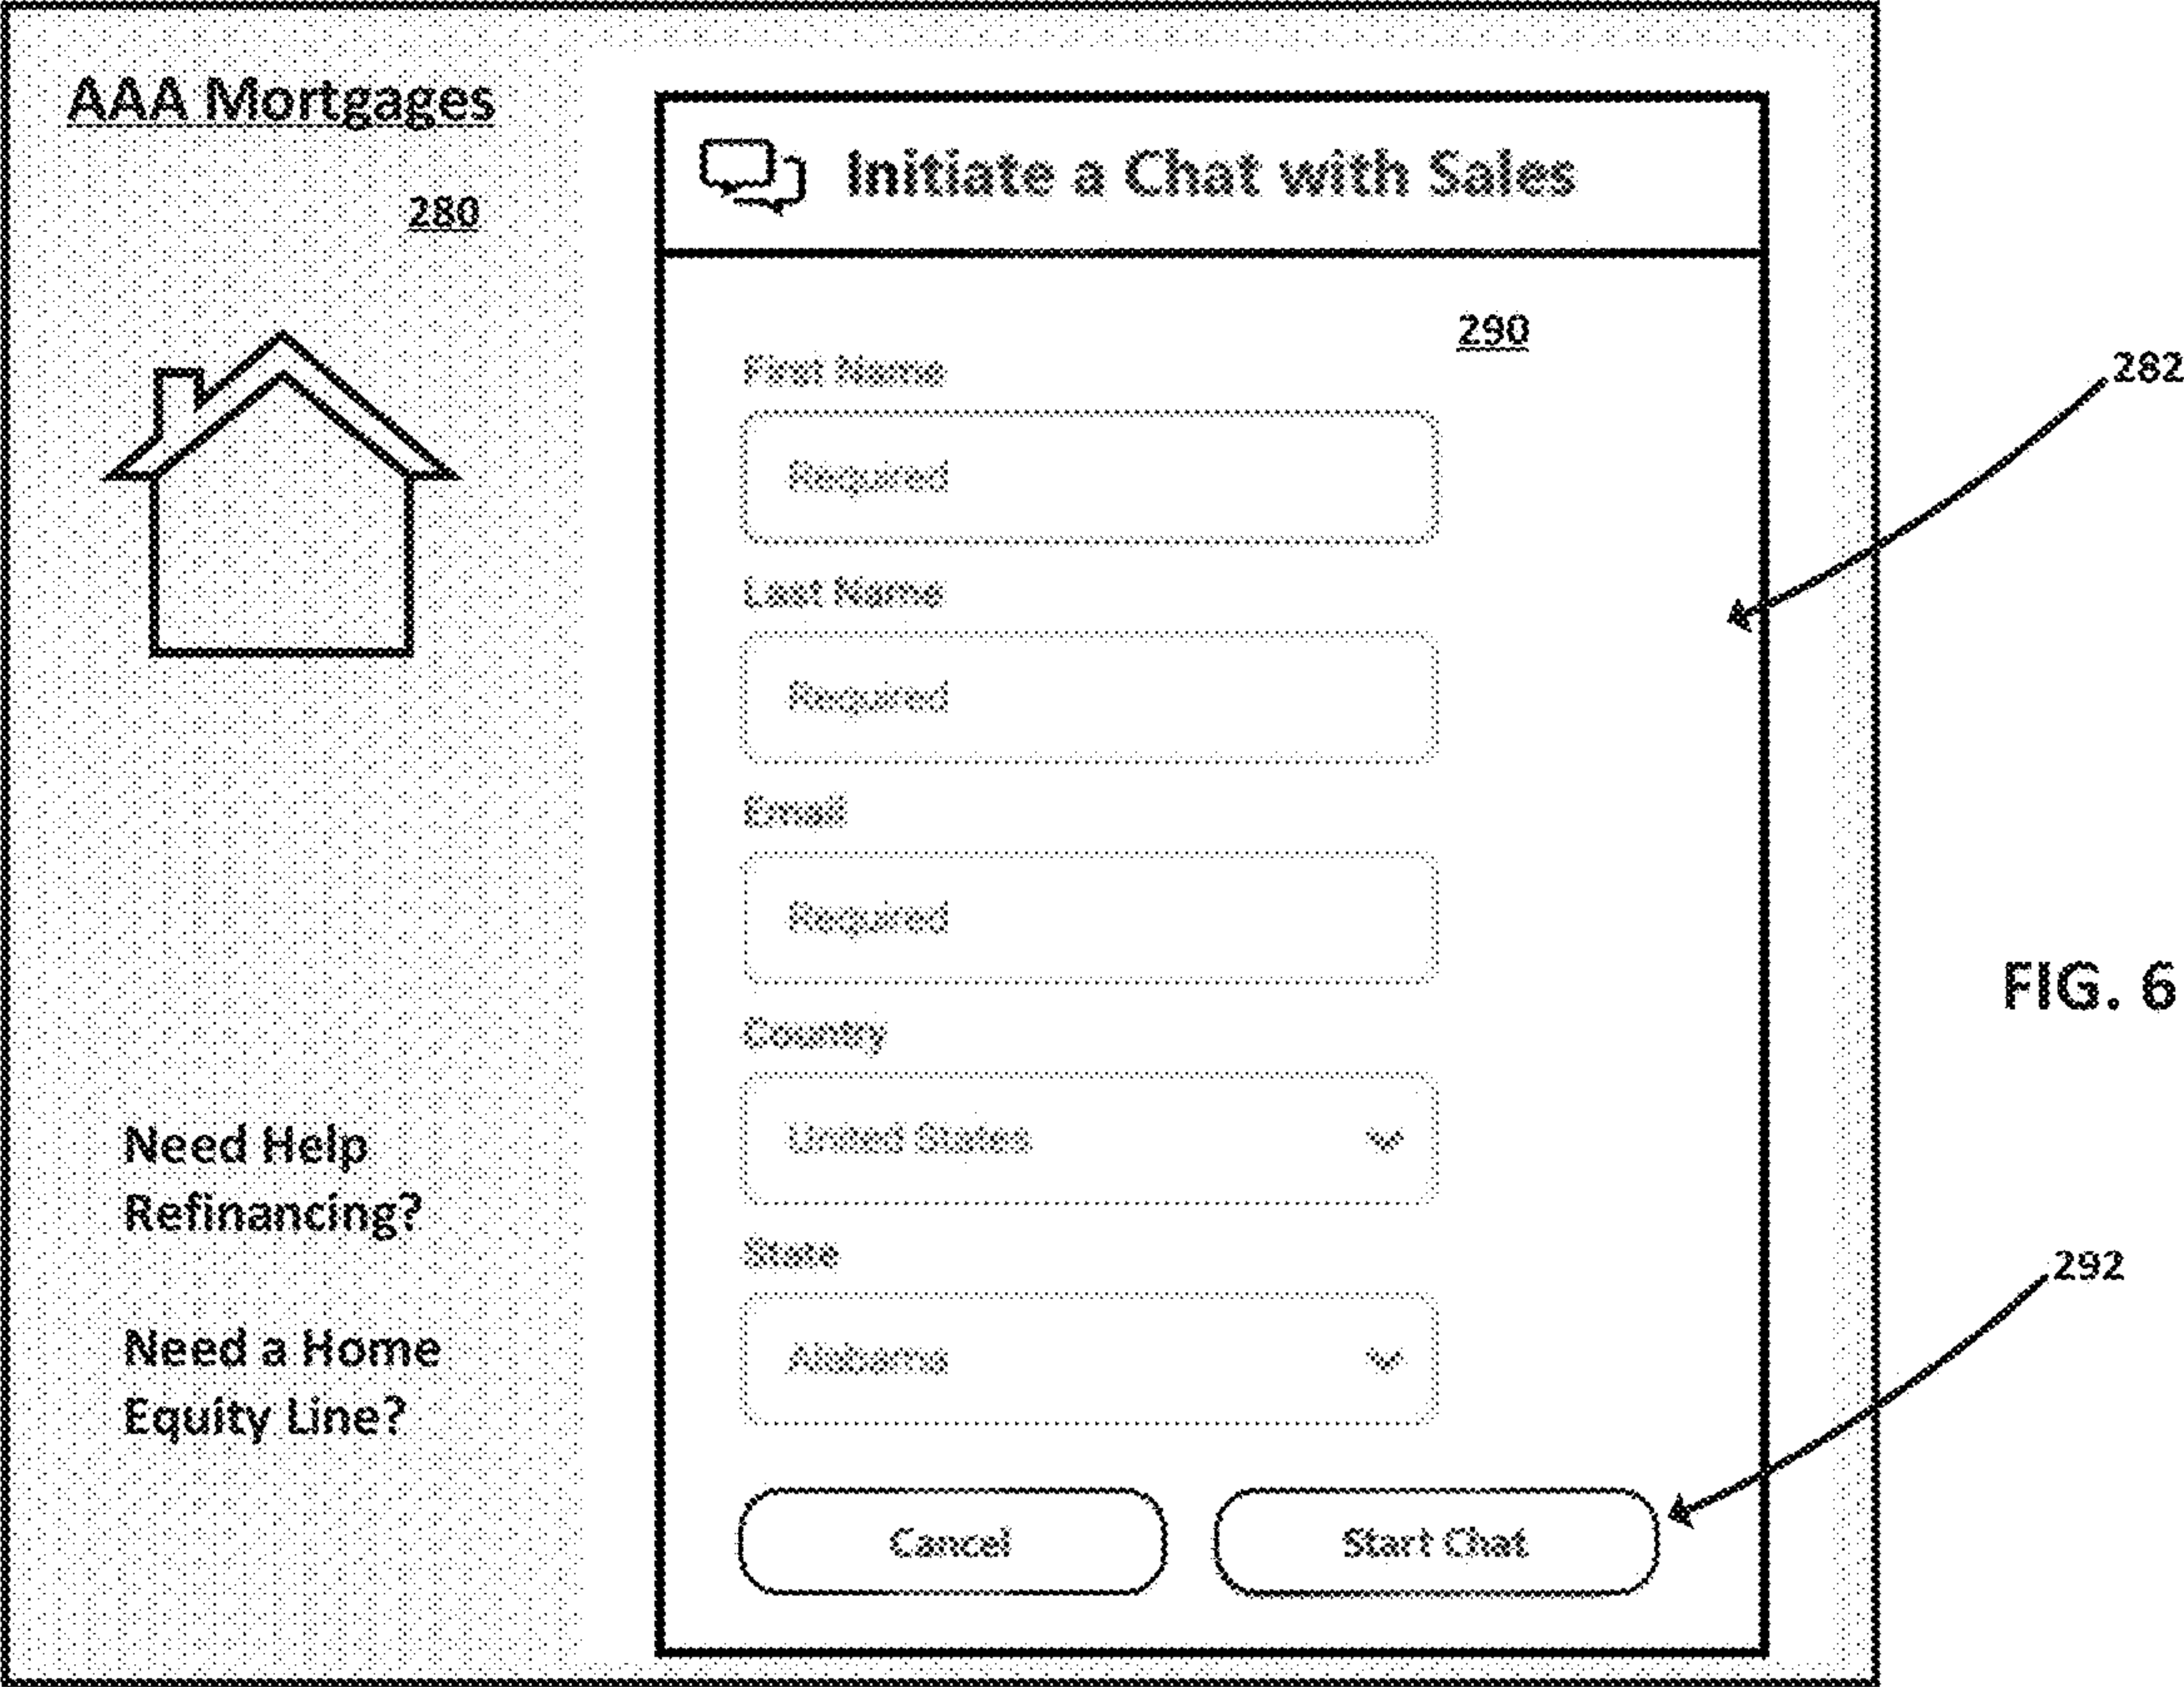 AAA Mortgages
280
Need Help
Refinancing?
Need a Home
Equity Line?
Initiate a Chat with Sales
290
First Name
Required
Last Name
Required
Email
Required
Country
United States
State
Alabama
Cancel
Start Chat
282
FIG. 6
292